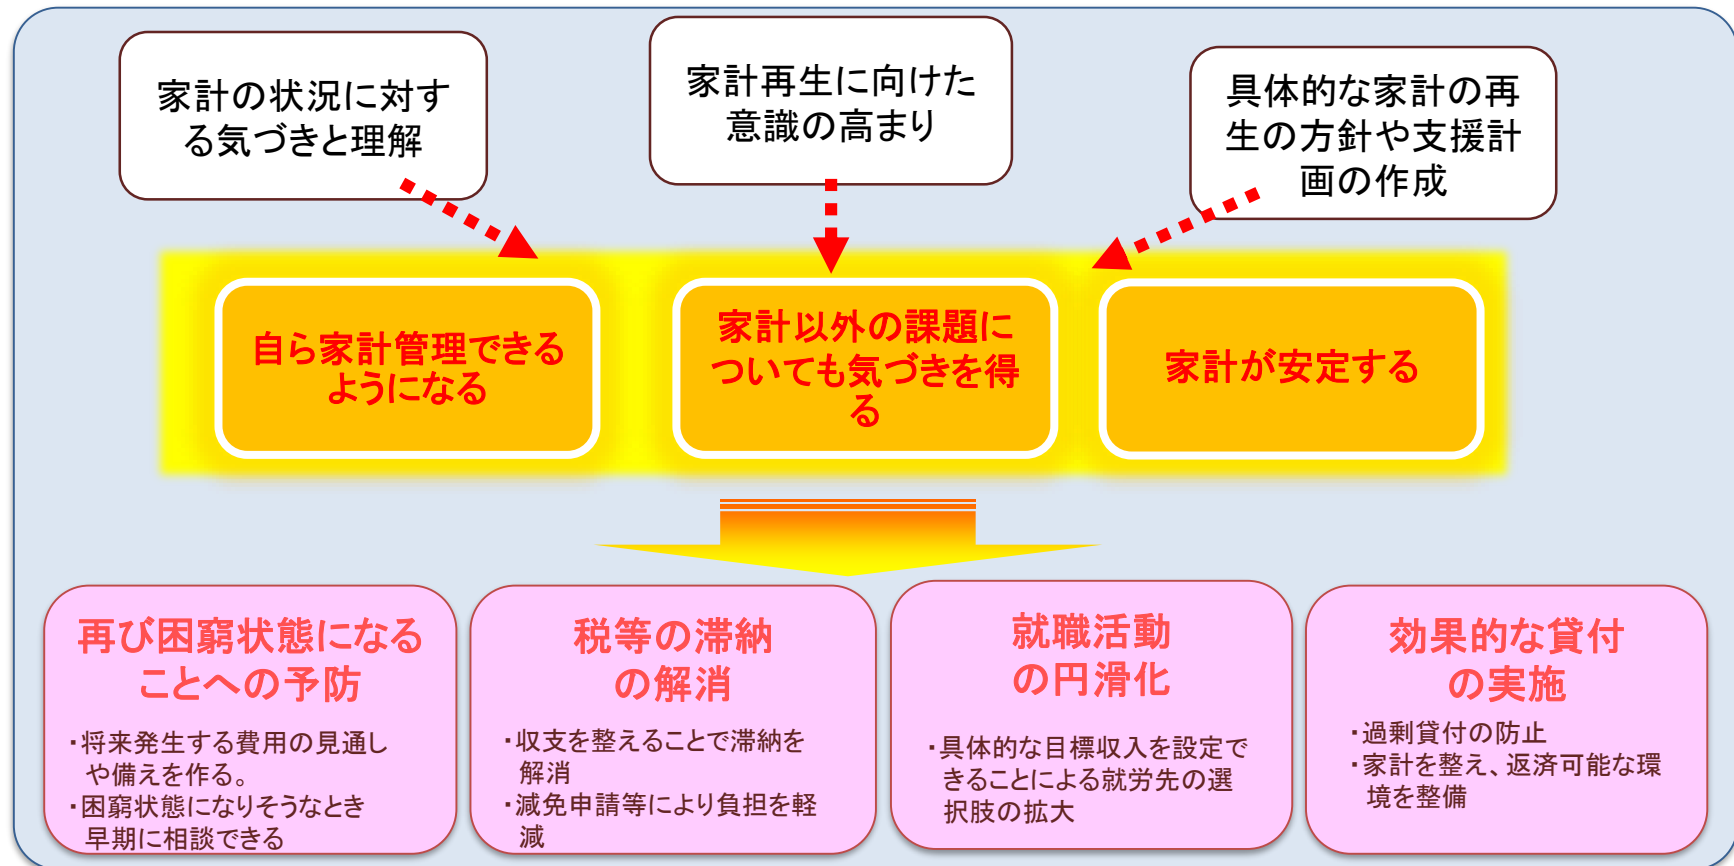 家計の状況に対す
る気づきと理解
家計再生に向けた
意識の高まり
具体的な家計の再
生の方針や支援計
画の作成
自ら家計管理できる
ようになる
家計以外の課題に
ついても気づきを得
る
家計が安定する
再び困窮状態になる
ことへの予防
・将来発生する費用の見通し
や備えを作る。
・困窮状態になりそうなとき
早期に相談できる
税等の滞納
の解消
・収支を整えることで滞納を
解消
・減免申請等により負担を軽
減
就職活動
の円滑化
・具体的な目標収入を設定で
きることによる就労先の選
択肢の拡大
効果的な貸付
の実施
・過剰貸付の防止
・家計を整え、返済可能な環
境を整備